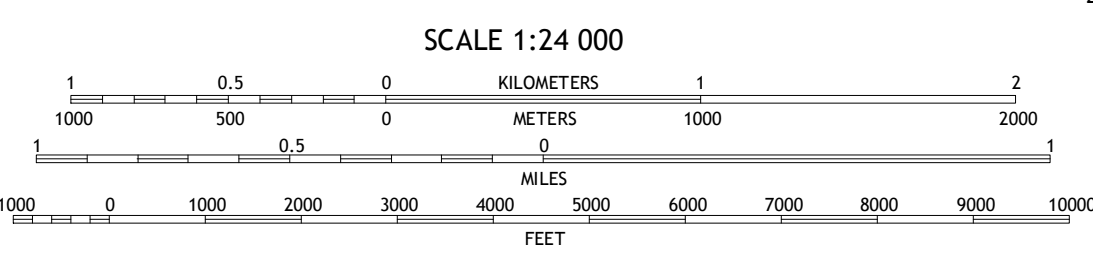 SCALE 1:24 000
1 0.5 0 KILOMETERS 1 2
1000 500 0 METERS 1000 2000
1 0.5 0 1
MILES
1000 0 1000 2000 3000 4000 5000 6000 7000 8000 9000 10000
FEET